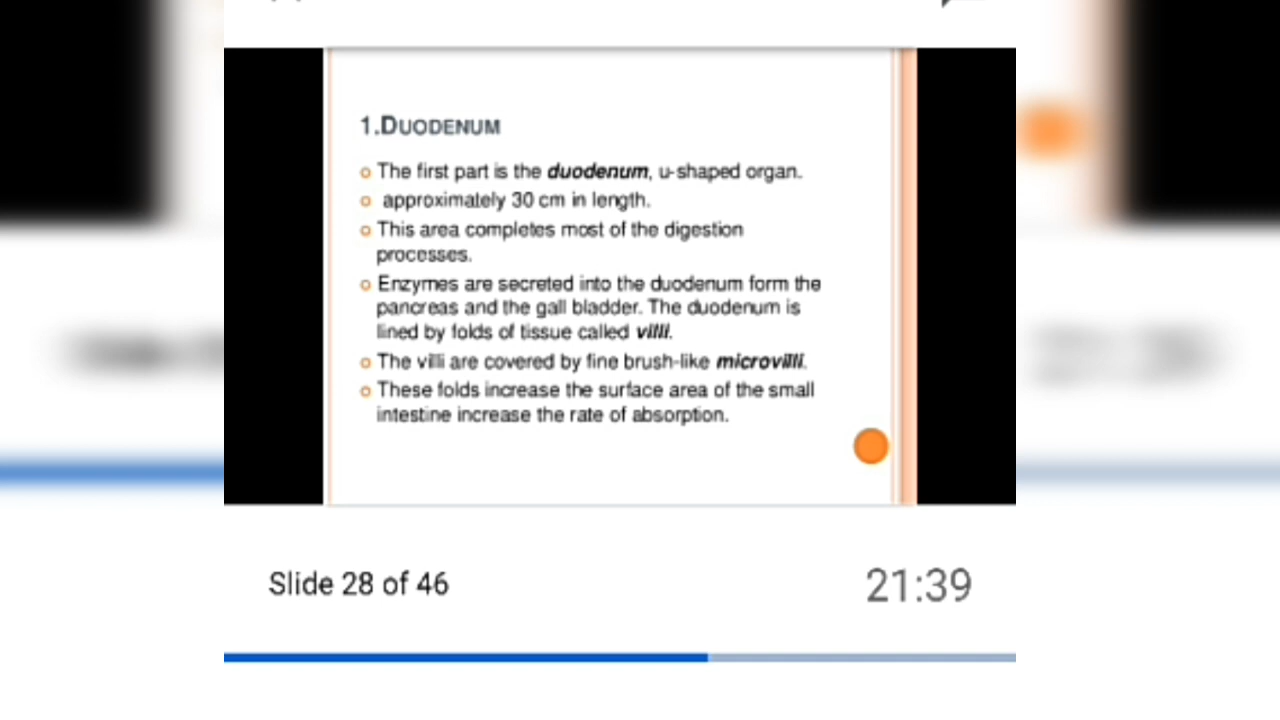 1.DUODENUM
The first part is the duodenum, u-shaped organ.
approximately 30 cm in length.
This area completes most of the digestion
processes.
Enzymes are secreted into the duodenum form the
pancreas and the gall bladder. The duodenum is
lined by folds of tissue called villi.
The villi are covered by fine brush-like microvilli.
These folds increase the surface area of the small
intestine increase the rate of absorption.
Slide 28 of 46
21:39